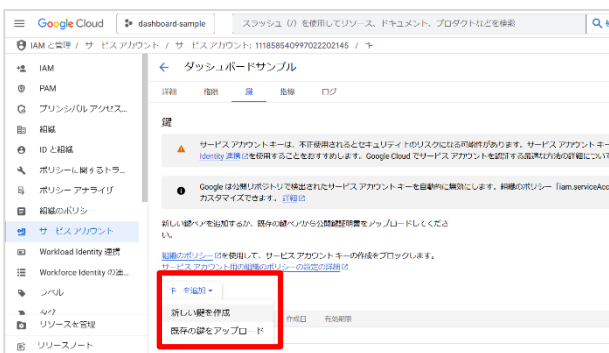 Google Cloud
dashboard-sample
スラッシュ（/）を使用してリソース、ドキュメント、プロダクトなどを検索
IAM と管理 / サービス アカウント / サービス アカウント: 111858540997022202145 /
IAM
PAM
プリンシパル アクセス...
組織
ID と組織
ポリシーに関するトラ...
ポリシー アナライザ
組織のポリシー
サービス アカウント
Workload Identity 連携
Workforce Identity の連...
ラベル
タグ
リソースを管理
リリースノート
← ダッシュボードサンプル
詳細 権限 鍵 指標 ログ
鍵
サービス アカウント キーは、不正使用されるとセキュリティ上のリスクになる可能性があります。サービス アカウント キー
Identity 連携を使用することをおすすめします。Google Cloud でサービス アカウントを認証する最適な方法の詳細につい
Google は公開リポジトリで検出されたサービス アカウント キーを自動的に無効にします。組織のポリシー「iam.serviceAcc
カスタマイズできます。詳細
新しい鍵ペアを追加するか、既存の鍵ペアから公開鍵証明書をアップロードしてくださ
い。
組織のポリシーを使用して、サービス アカウント キーの作成をブロックします。
サービス アカウント用の組織のポリシーの設定の詳細
キーを追加
新しい鍵を作成
既存の鍵をアップロード
作成日 有効期限